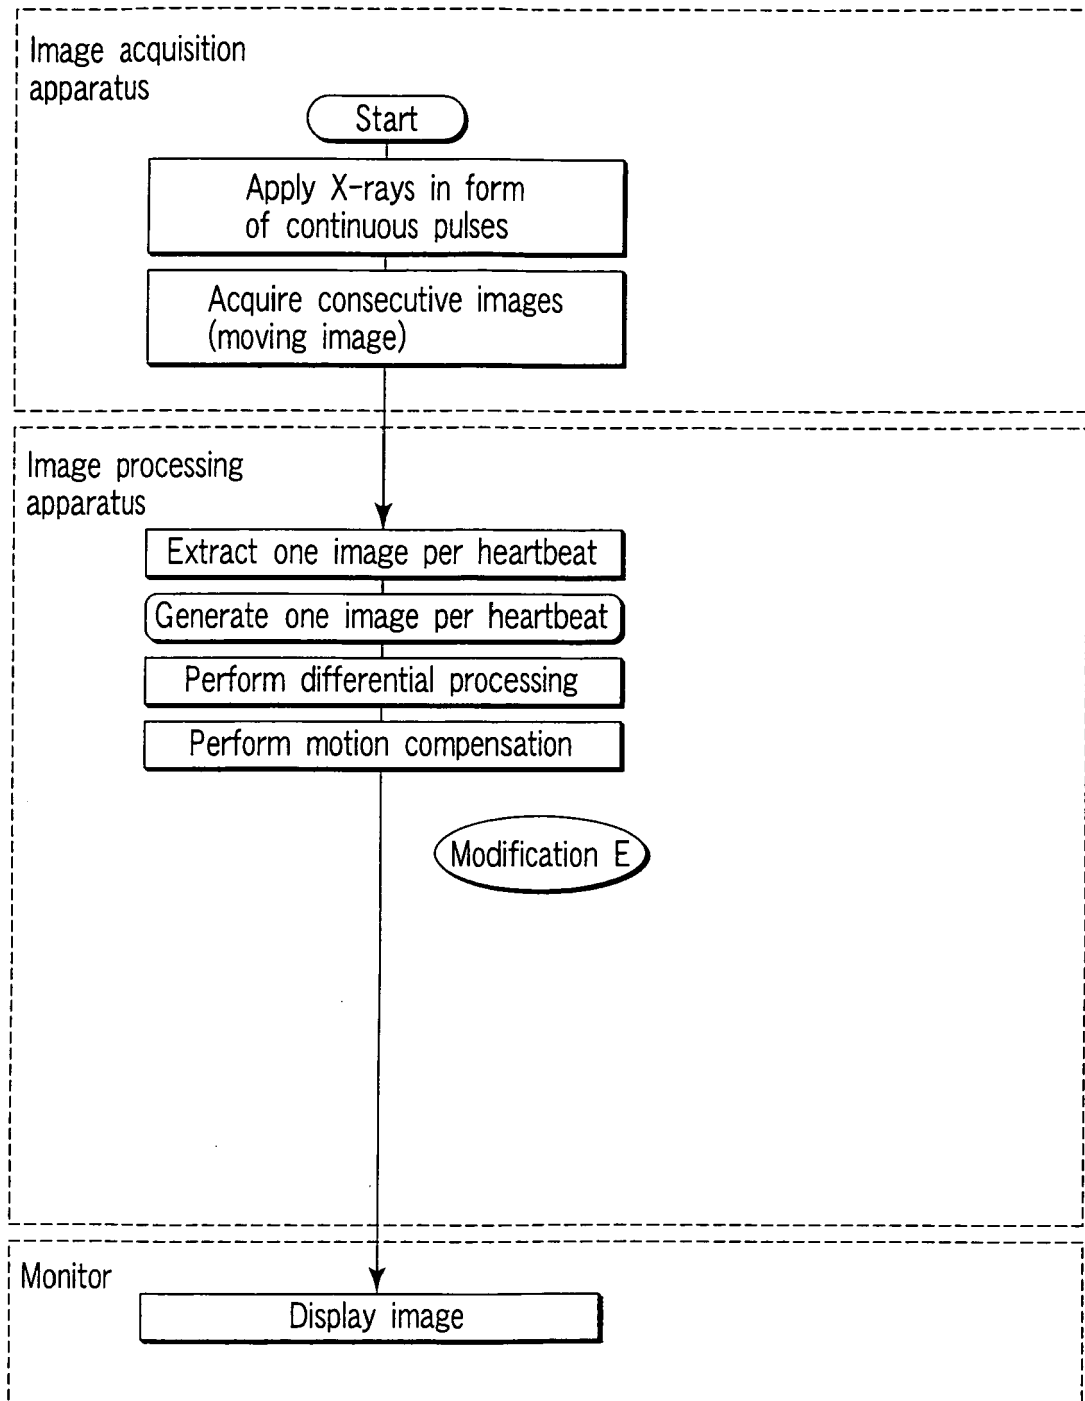 Image acquisition
apparatus
Start
Apply X-rays in form
of continuous pulses
Acquire consecutive images
(moving image)
Image processing
apparatus
Extract one image per heartbeat
Generate one image per heartbeat
Perform differential processing
Perform motion compensation
Modification E
Monitor
Display image